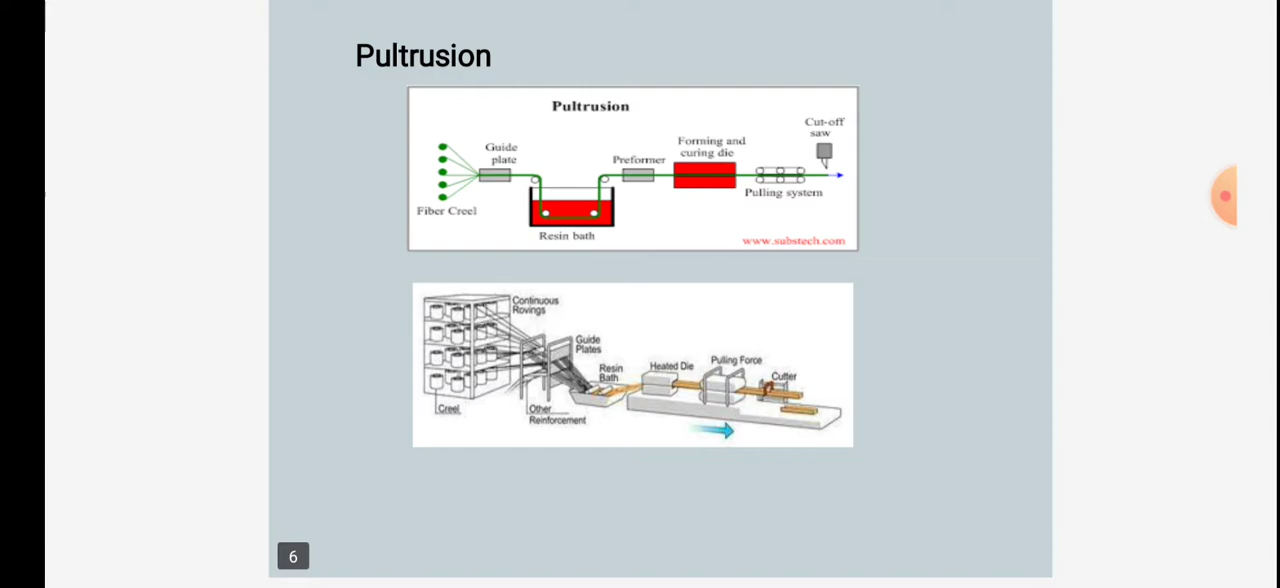 Pultrusion
Pultrusion
Cut-off
saw
Guide
plate
Preformer
Forming and
curing die
Pulling system
Fiber Creel
Resin bath
www.substech.com
Continuous
Rovings
Guide
Plates
Resin
Bath
Heated Die
Pulling Force
Cutter
Creel
Other
Reinforcement
6